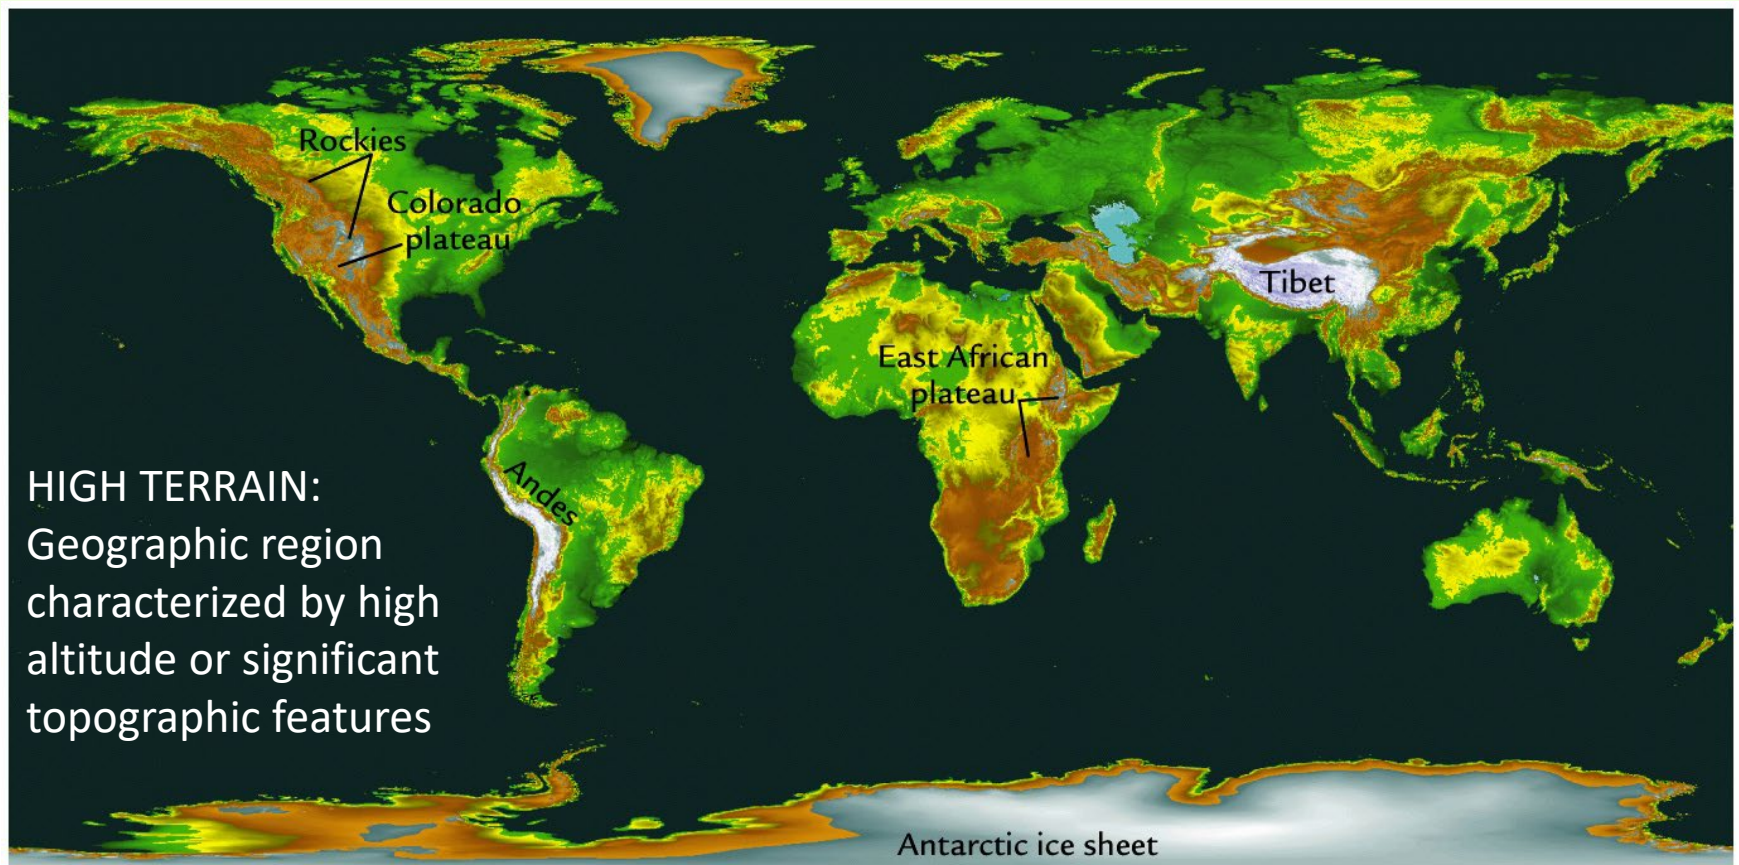 Rockies
Colorado
plateau
Tibet
East African
plateau
Andes
HIGH TERRAIN:
Geographic region
characterized by high
altitude or significant
topographic features
Antarctic ice sheet